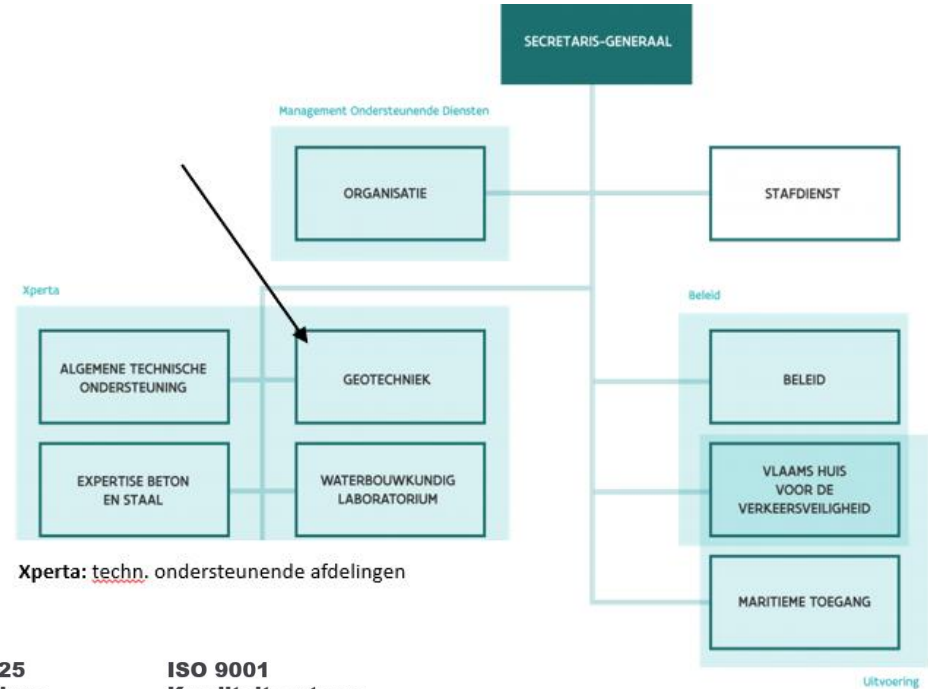 SECRETARIS-GENERAAL
Management Ondersteunende Diensten
ORGANISATIE
STAFDIENST
Xperta
Beleid
ALGEMENE TECHNISCHE
ONDERSTEUNING
GEOTECHNIEK
BELEID
EXPERTISE BETON
EN STAAL
WATERBOUWKUNDIG
LABORATORIUM
VLAAMS HUIS
VOOR DE
VERKEERSVEILIGHEID
Xperta: techn. ondersteunende afdelingen
MARITIEME TOEGANG
25
ISO 9001
Uitvoering